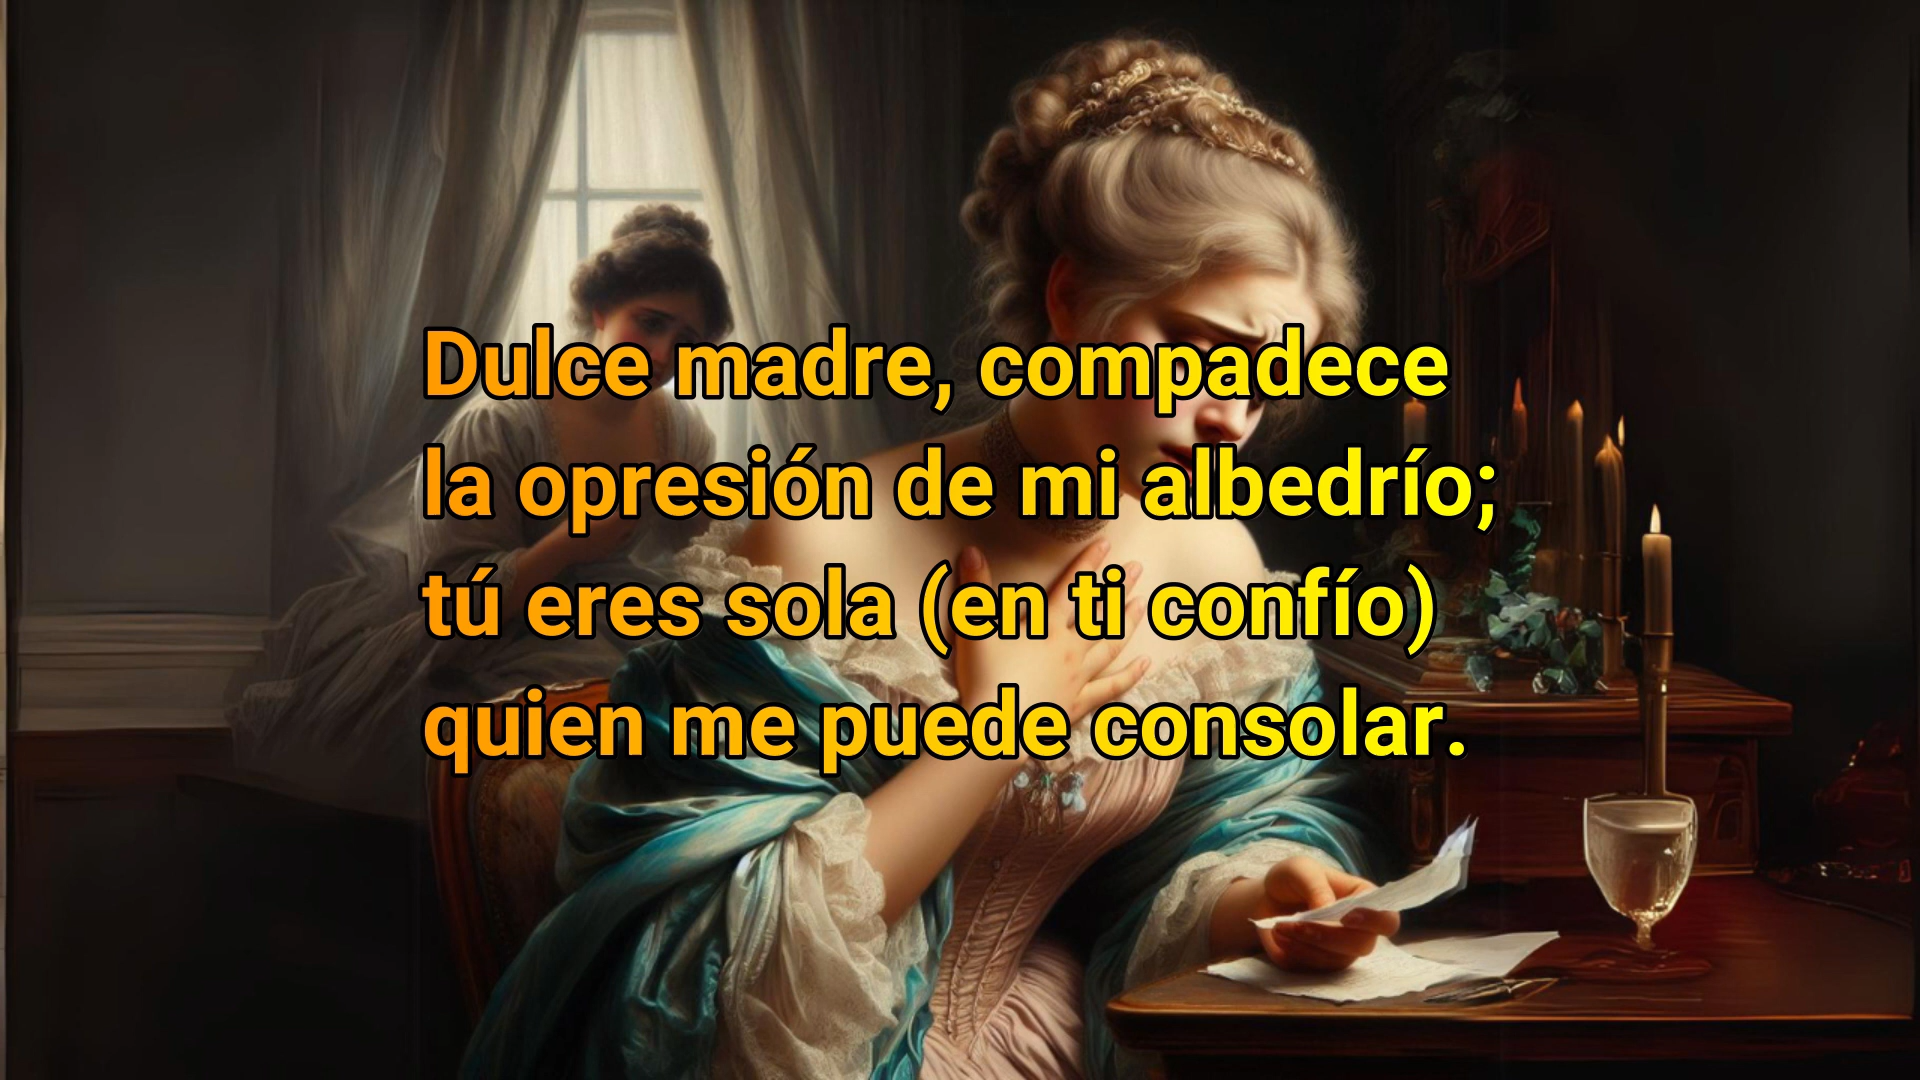 Dulce madre, compadece
la opresión de mi albedrío;
tú eres sola (en ti confío)
quien me puede consolar.